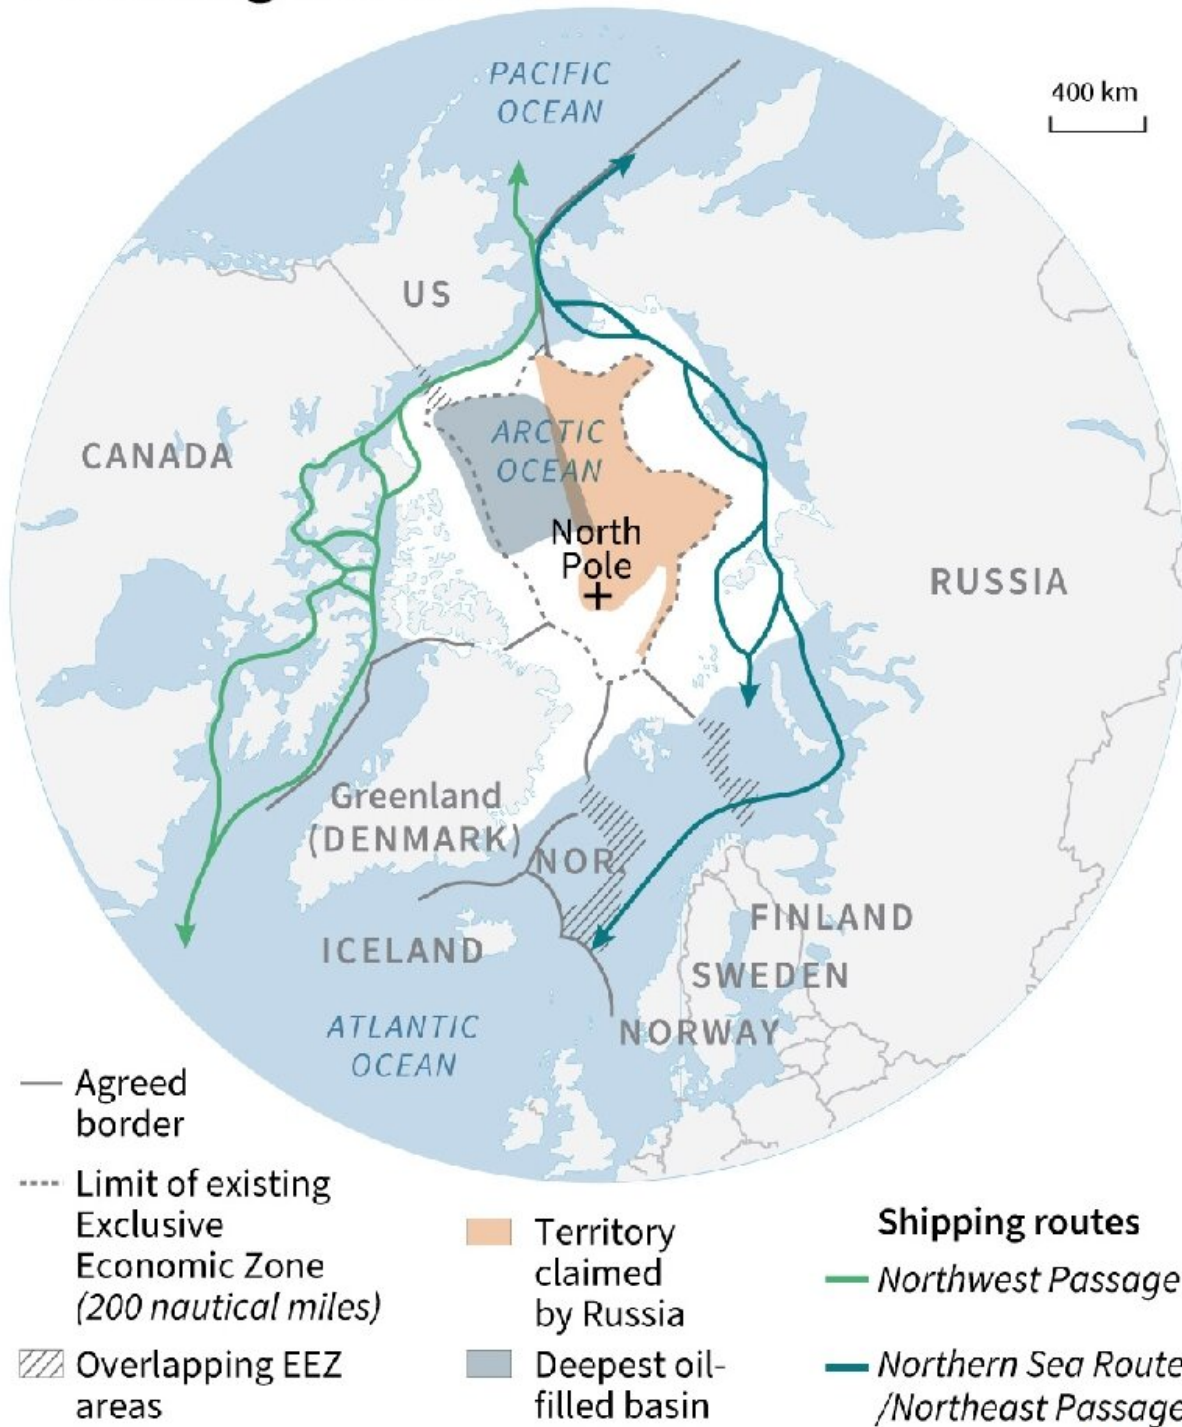 PACIFIC
OCEAN
400 km
US
CANADA
ARCTIC
OCEAN
North
Pole
RUSSIA
Greenland
(DENMARK)
NOR.
FINLAND
ICELAND
SWEDEN
NORWAY
ATLANTIC
OCEAN
Agreed
border
Limit of existing
Exclusive
Economic Zone
(200 nautical miles)
Overlapping EEZ
areas
Territory
claimed
by Russia
Deepest oil-
filled basin
Shipping routes
Northwest Passage
Northern Sea Route
/Northeast Passage